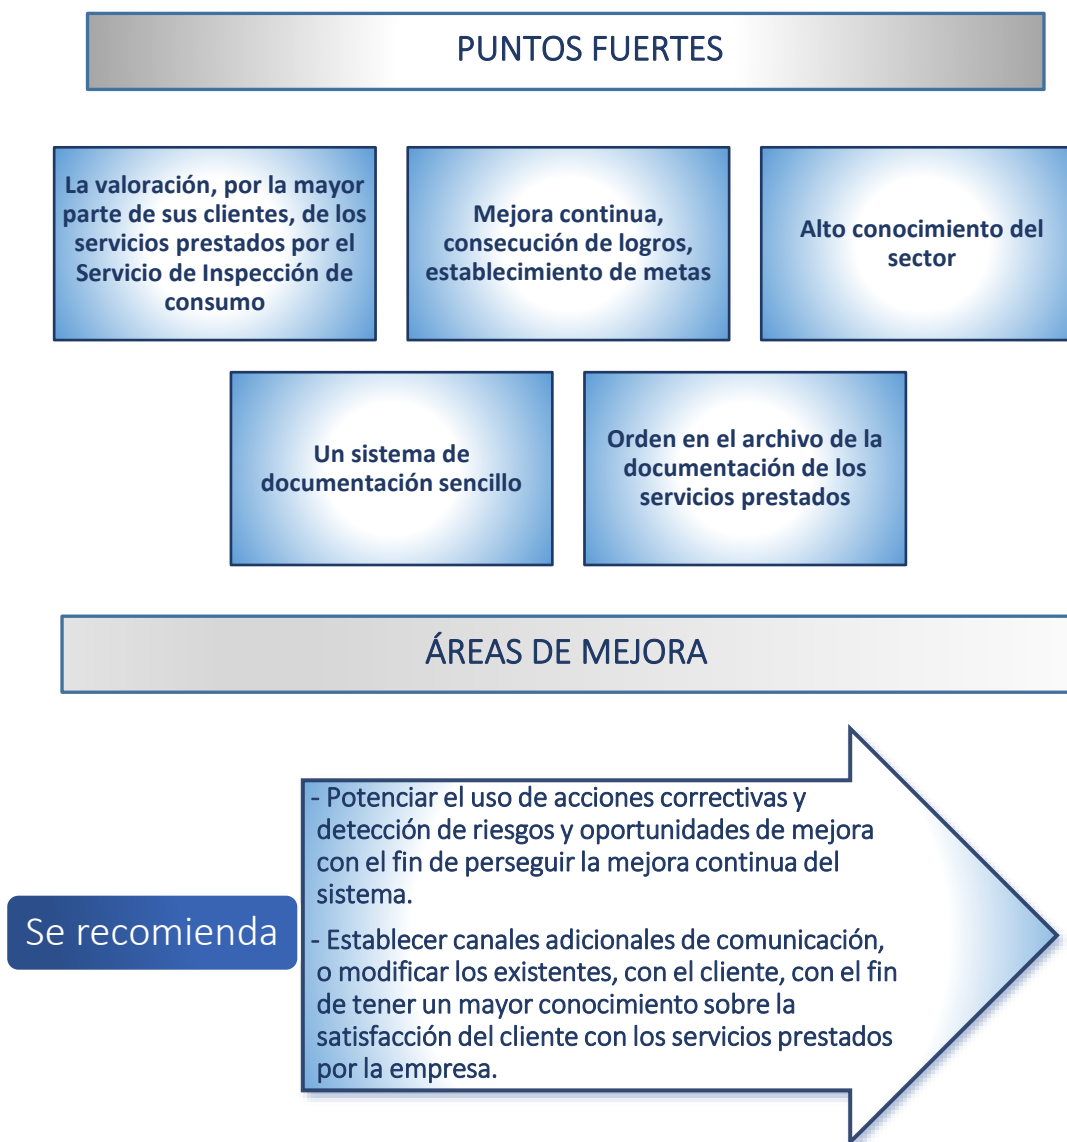 PUNTOS FUERTES
La valoración, por la mayor
parte de sus clientes, de los
servicios prestados por el
Servicio de Inspección de
consumo
Mejora continua,
consecución de logros,
establecimiento de metas
Alto conocimiento del
sector
Un sistema de
documentación sencillo
Orden en el archivo de la
documentación de los
servicios prestados
ÁREAS DE MEJORA
Se recomienda
- Potenciar el uso de acciones correctivas y
detección de riesgos y oportunidades de mejora
con el fin de perseguir la mejora continua del
sistema.
- Establecer canales adicionales de comunicación,
o modificar los existentes, con el cliente, con el fin
de tener un mayor conocimiento sobre la
satisfacción del cliente con los servicios prestados
por la empresa.